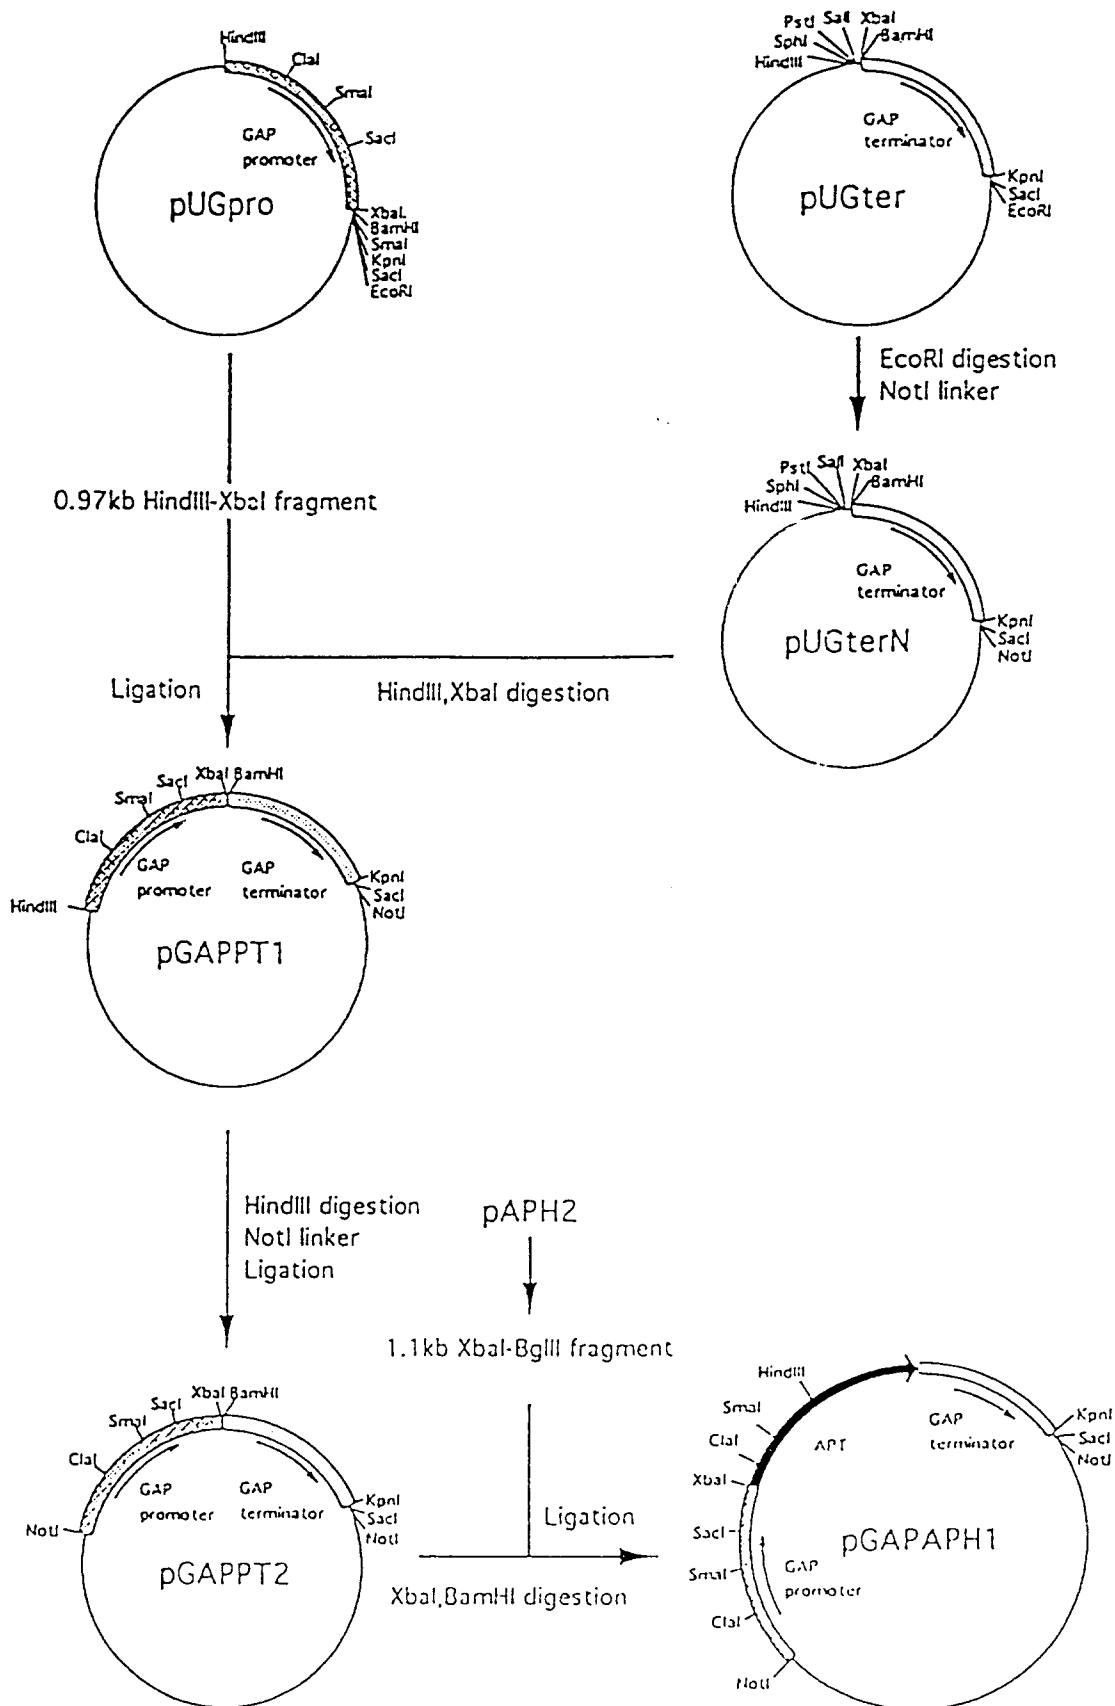 HindIII
ClaI
SmaI
SacI
GAP
promoter
pUGpro
XbaI
BamHI
SmaI
KpnI
SacI
EcoRI
PstI
SalI
XbaI
SphI
BamHI
HindIII
GAP
terminator
pUGter
KpnI
SacI
EcoRI
EcoRI digestion
NotI linker
0.97kb HindIII-XbaI fragment
PstI
SalI
XbaI
SphI
BamHI
HindIII
GAP
terminator
pUGterN
KpnI
SacI
NotI
Ligation
HindIII,XbaI digestion
XbaI
BamHI
SacI
SmaI
ClaI
HindIII
GAP
promoter
GAP
terminator
KpnI
SacI
NotI
pGAPPT1
HindIII digestion
NotI linker
Ligation
pAPH2
1.1kb XbaI-BglII fragment
XbaI
BamHI
SacI
SmaI
ClaI
NotI
GAP
promoter
GAP
terminator
KpnI
SacI
NotI
pGAPPT2
Ligation
XbaI,BamHI digestion
HindIII
SmaI
ClaI
XbaI
SacI
SmaI
ClaI
NotI
APT
GAP
terminator
KpnI
SacI
NotI
pGAPAPH1
GAP
promoter